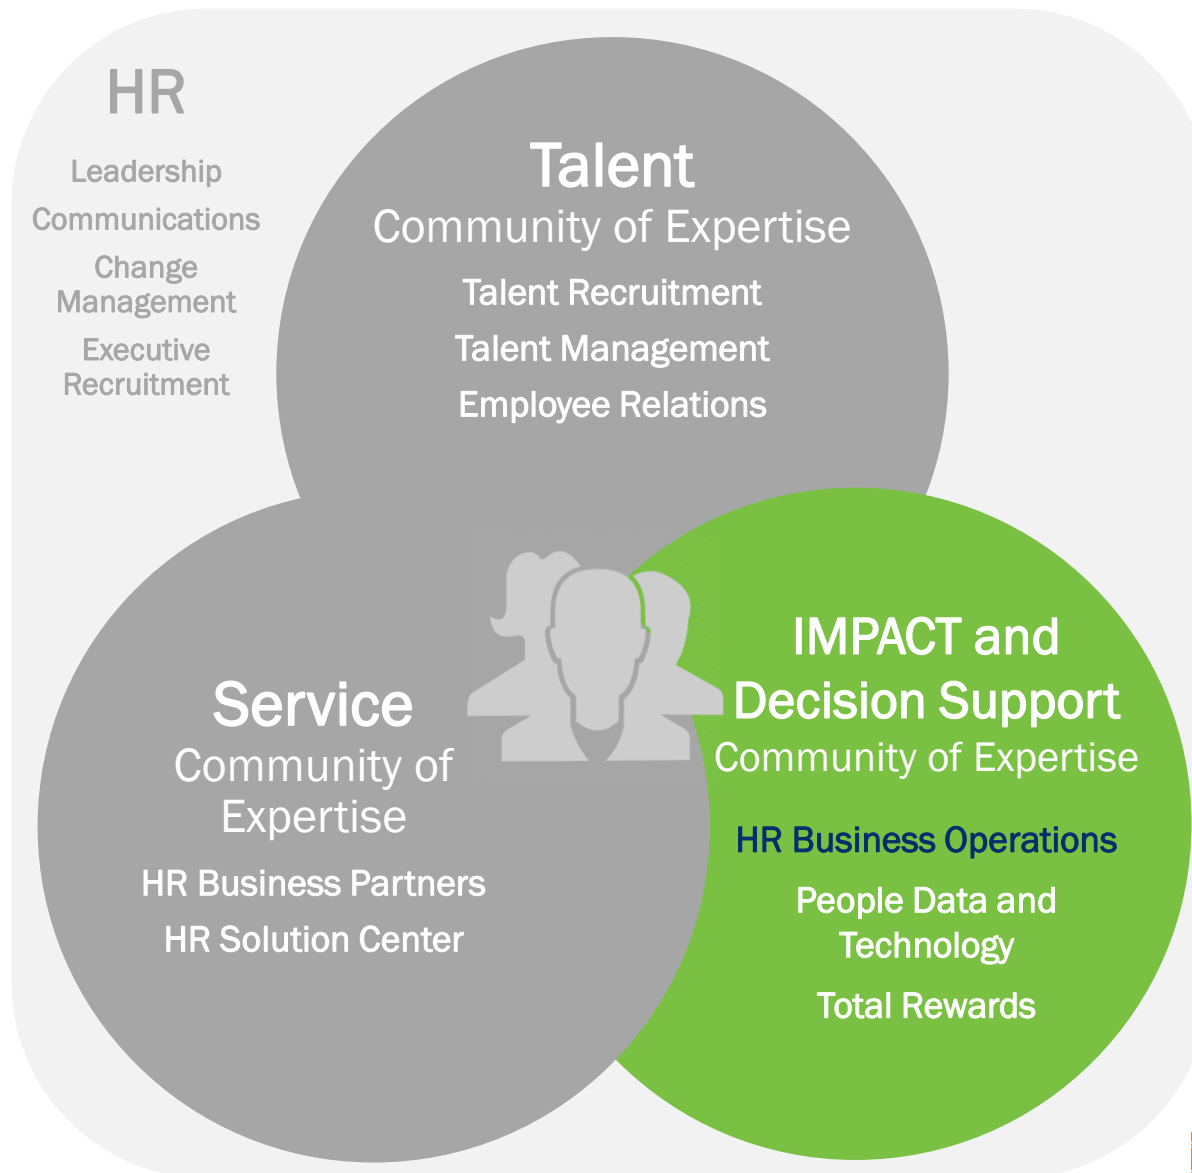 HR
Leadership
Communications
Change
Management
Executive
Recruitment
Talent
Community of Expertise
Talent Recruitment
Talent Management
Employee Relations
Service
Community of
Expertise
HR Business Partners
HR Solution Center
IMPACT and
Decision Support
Community of Expertise
HR Business Operations
People Data and
Technology
Total Rewards